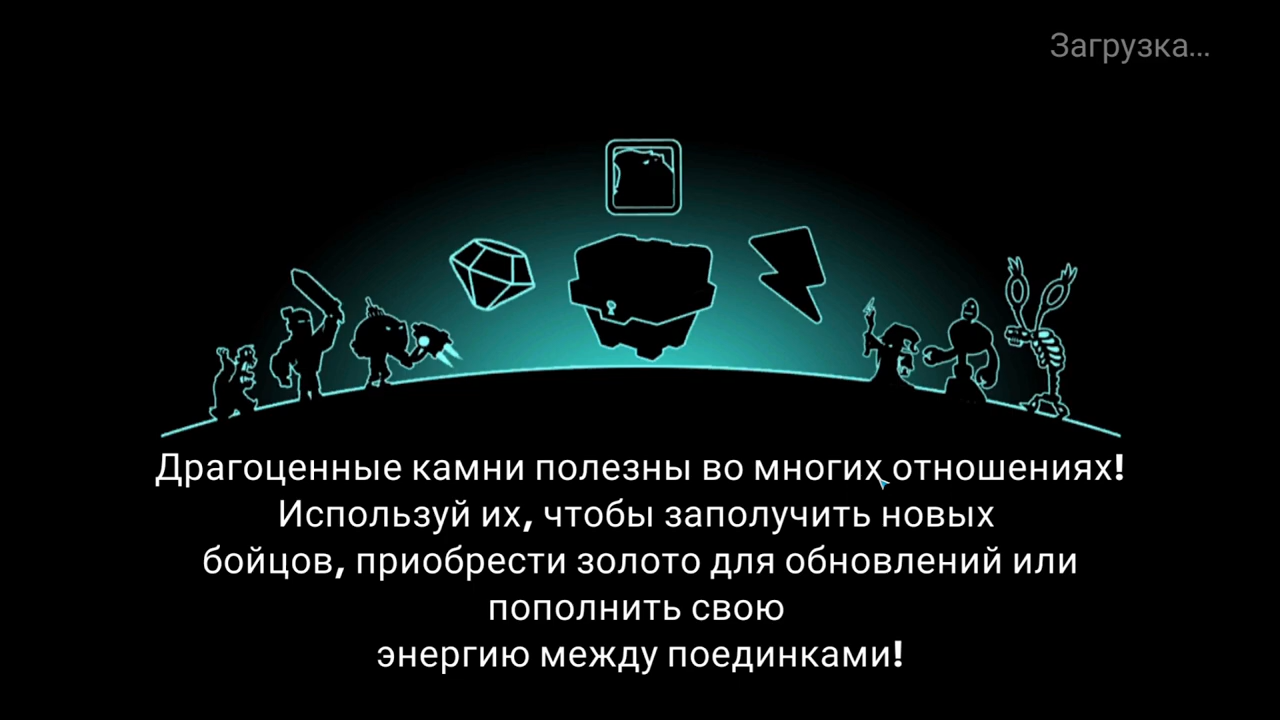 Загрузка...
Драгоценные камни полезны во многих отношениях!
Используй их, чтобы заполучить новых
бойцов, приобрести золото для обновлений или
пополнить свою
энергию между поединками!